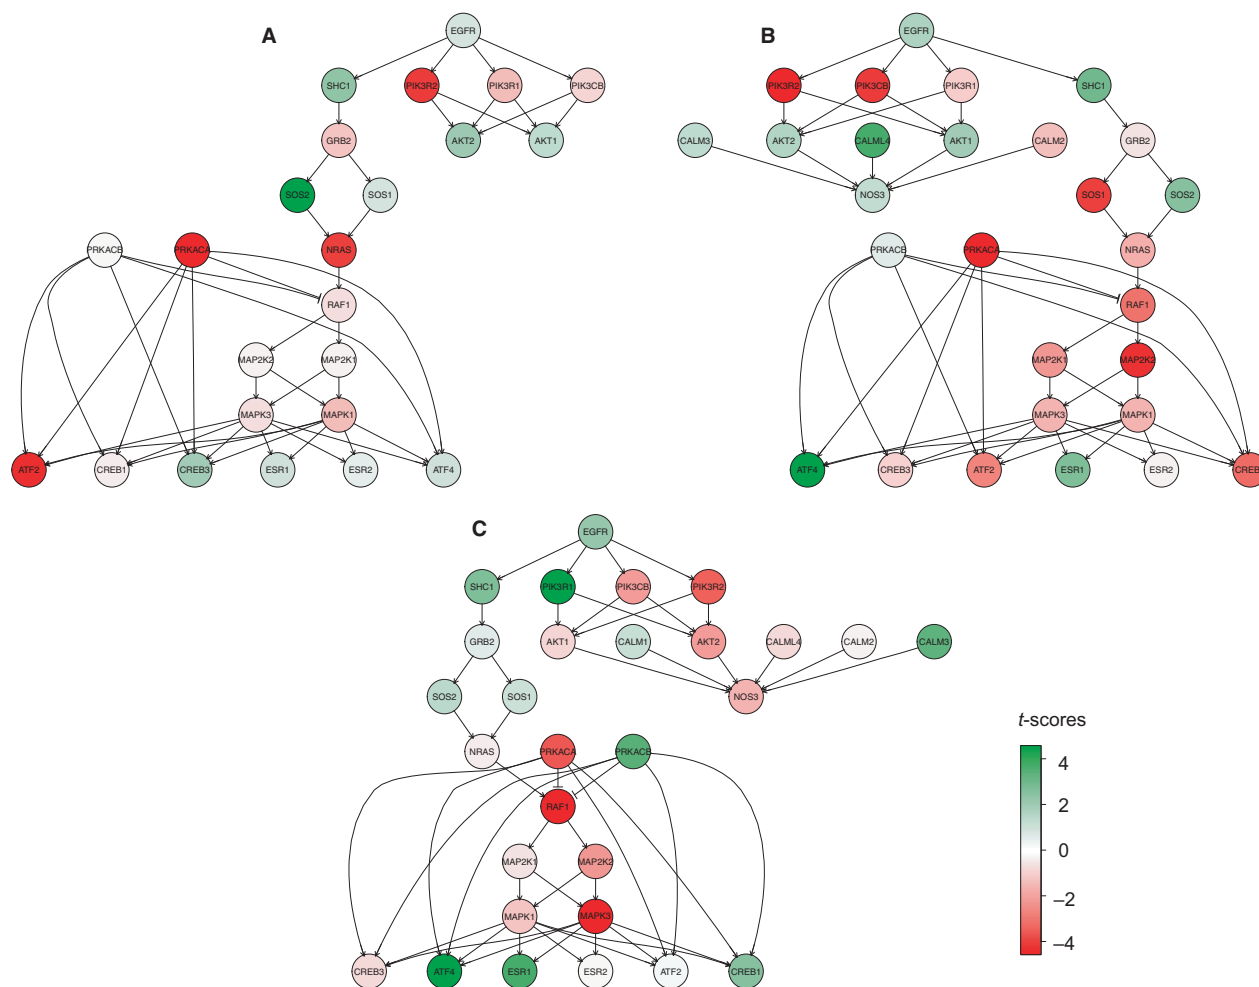 A
EGFR
SHC1
PIK3R2
PIK3R1
PIK3CB
GRB2
AKT2
AKT1
SOS2
SOS1
PRKACB
PRKACA
NRAS
RAF1
MAP2K2
MAP2K1
MAPK3
MAPK1
ATF2
CREB1
CREB3
ESR1
ESR2
ATF4
B
EGFR
PIK3R2
PIK3CB
PIK3R1
SHC1
CALM3
AKT2
CALML4
AKT1
CALM2
GRB2
NOS3
SOS1
SOS2
PRKACB
PRKACA
NRAS
RAF1
MAP2K1
MAP2K2
MAPK3
MAPK1
ATF4
CREB3
ATF2
ESR1
ESR2
CREB
C
EGFR
SHC1
PIK3R1
PIK3CB
PIK3R2
GRB2
AKT1
CALM1
AKT2
CALML4
CALM2
CALM3
SOS2
SOS1
NOS3
NRAS
PRKACA
PRKACB
RAF1
MAP2K1
MAP2K2
MAPK1
MAPK3
CREB3
ATF4
ESR1
ESR2
ATF2
CREB1
t-scores
4
2
0
−2
−4